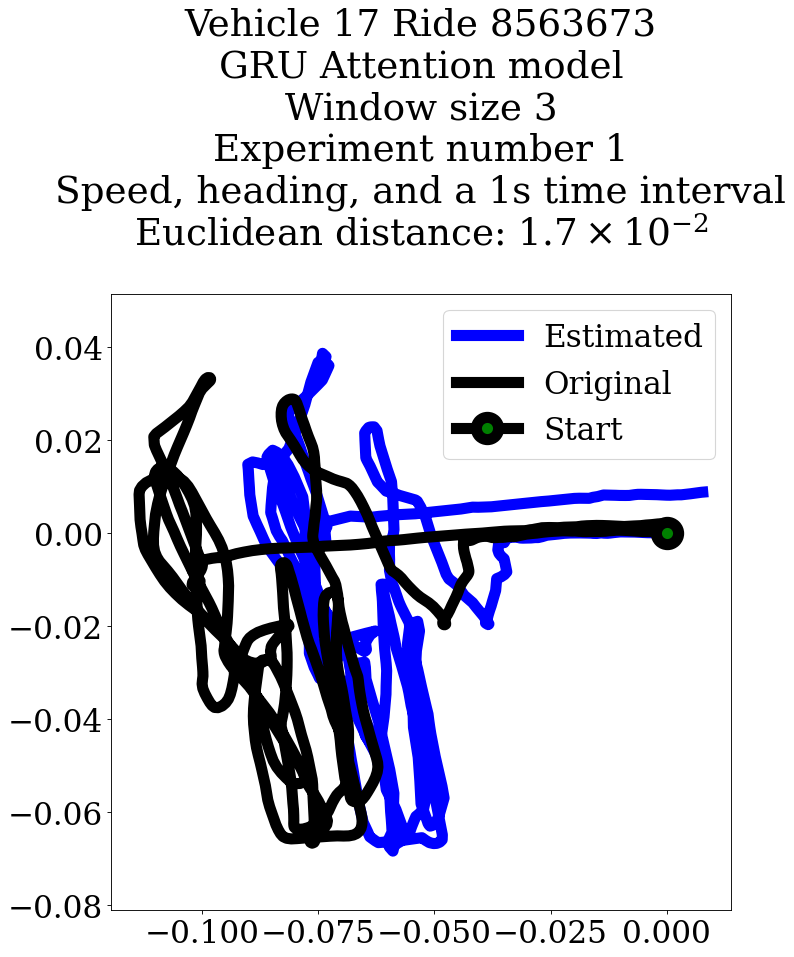 Vehicle 17 Ride 8563673
GRU Attention model
Window size 3
Experiment number 1
Speed, heading, and a 1s time interval
Euclidean distance: 1.7 × 10⁻²
Estimated
Original
Start
0.04
0.02
0.00
−0.02
−0.04
−0.06
−0.08
−0.100 −0.075 −0.050 −0.025 0.000